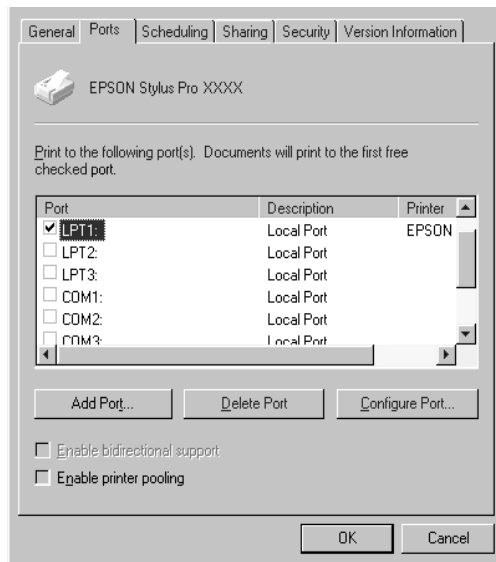 General Ports Scheduling Sharing Security Version Information
EPSON Stylus Pro XXXX
Print to the following port(s). Documents will print to the first free
checked port.
Port Description Printer
LPT1: Local Port EPSON
LPT2: Local Port
LPT3: Local Port
COM1: Local Port
COM2: Local Port
COM3: Local Port
Add Port... Delete Port Configure Port...
Enable bidirectional support
Enable printer pooling
OK Cancel